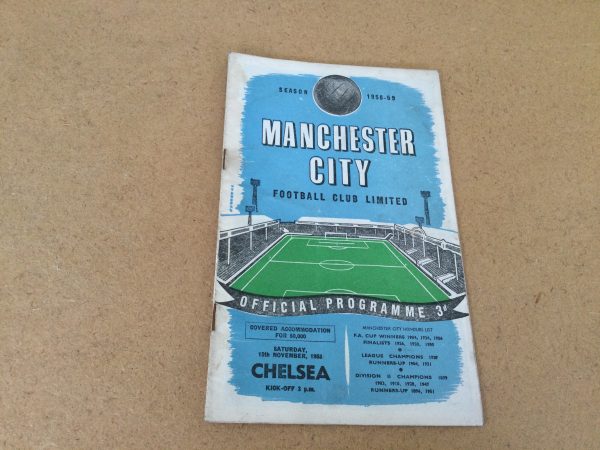 SEASON 1958-59
MANCHESTER
CITY
FOOTBALL CLUB LIMITED
OFFICIAL PROGRAMME 3d
COVERED ACCOMMODATION
FOR 50,000
SATURDAY,
15th NOVEMBER, 1958
CHELSEA
KICK-OFF 3 p.m.
MANCHESTER CITY HONOURS LIST
F.A. CUP WINNERS 1904, 1934, 1956
FINALISTS 1926, 1933, 1955
LEAGUE CHAMPIONS 1937
RUNNERS-UP 1904, 1921
DIVISION II CHAMPIONS 1899
1903, 1910, 1928, 1947
RUNNERS-UP 1896, 1951